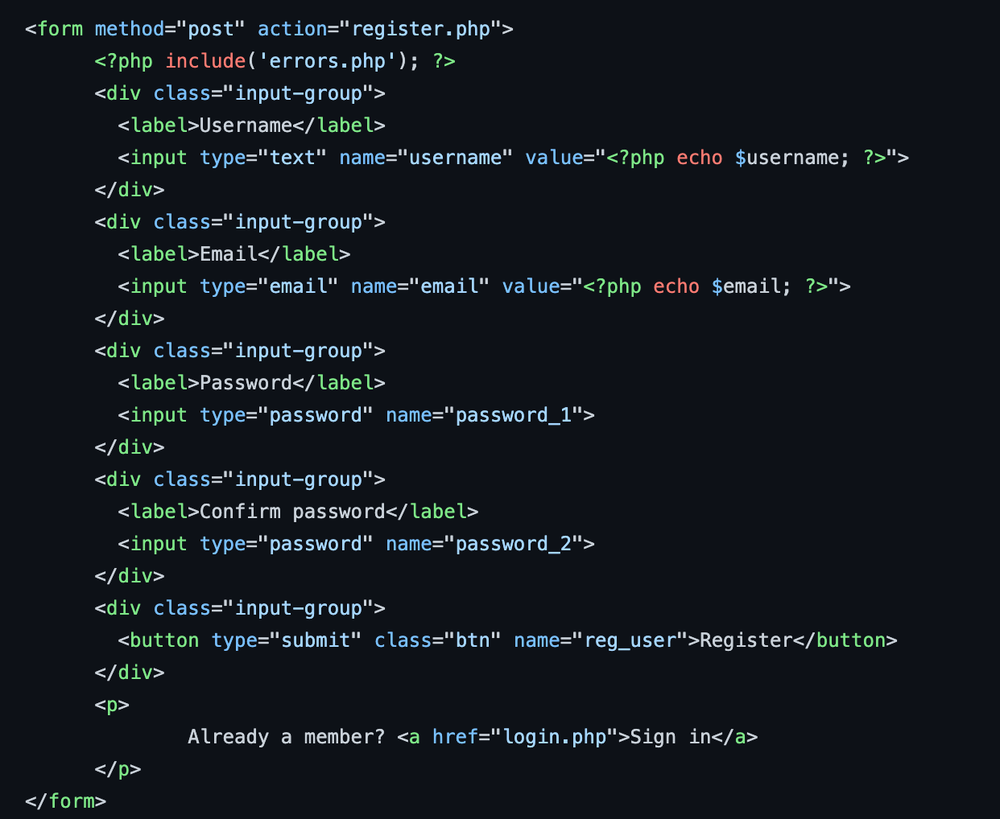 <form method="post" action="register.php">
<?php include('errors.php'); ?>
<div class="input-group">
<label>Username</label>
<input type="text" name="username" value="<?php echo $username; ?>">
</div>
<div class="input-group">
<label>Email</label>
<input type="email" name="email" value="<?php echo $email; ?>">
</div>
<div class="input-group">
<label>Password</label>
<input type="password" name="password_1">
</div>
<div class="input-group">
<label>Confirm password</label>
<input type="password" name="password_2">
</div>
<div class="input-group">
<button type="submit" class="btn" name="reg_user">Register</button>
</div>
<p>
Already a member? <a href="login.php">Sign in</a>
</p>
</form>